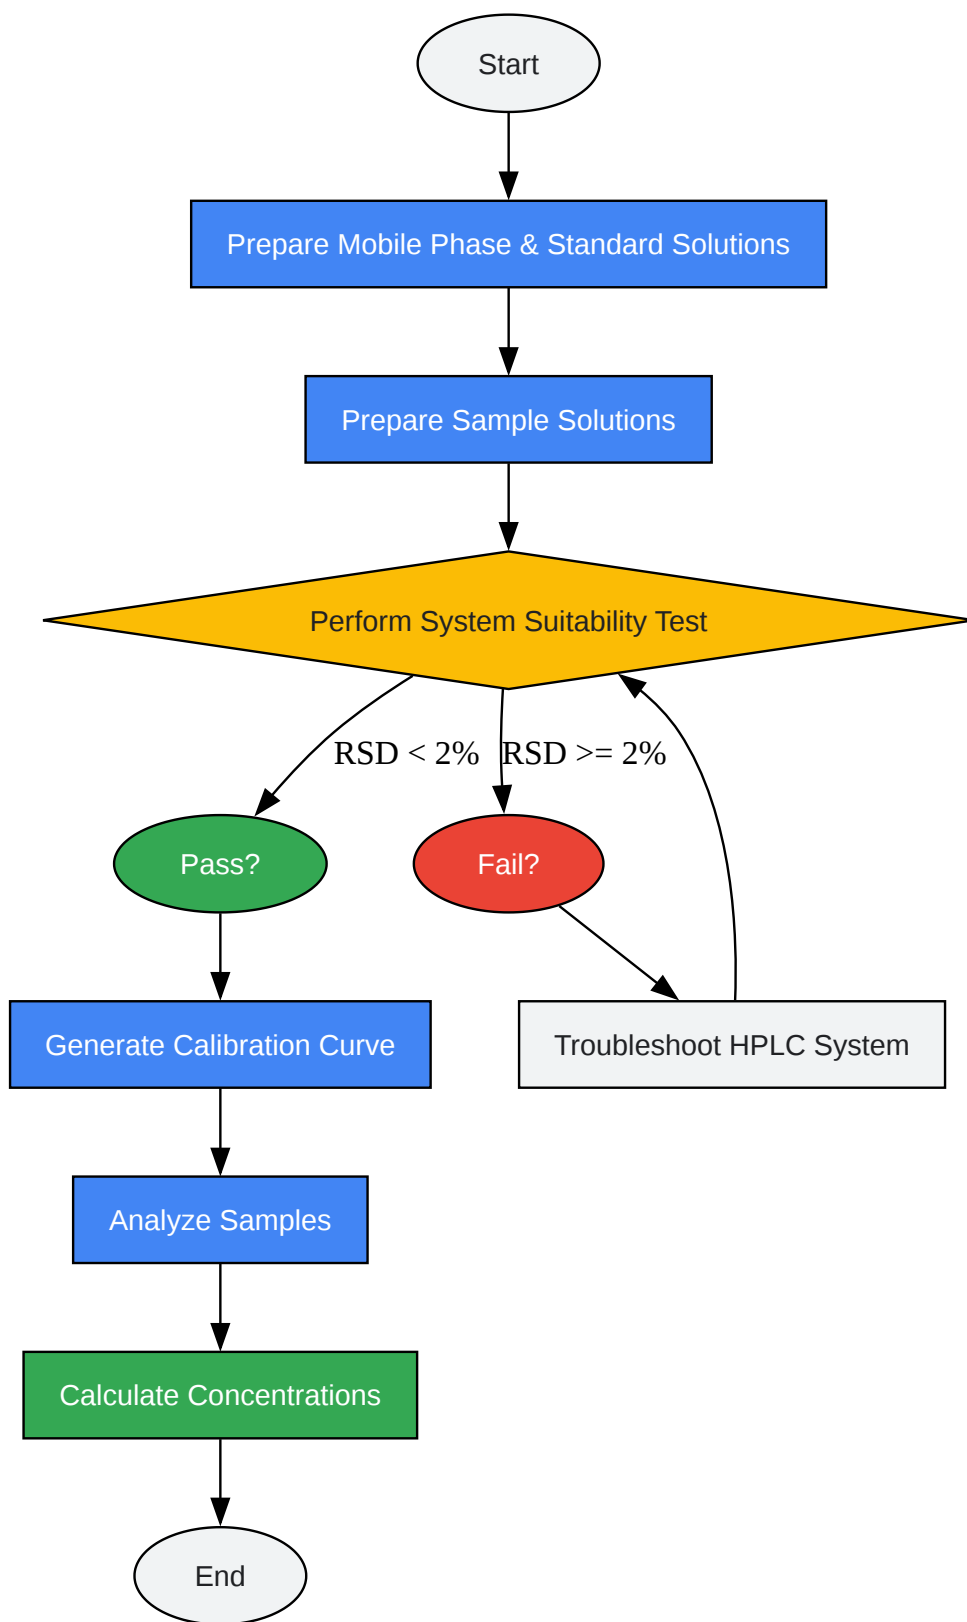 Start
Prepare Mobile Phase & Standard Solutions
Prepare Sample Solutions
Perform System Suitability Test
RSD < 2%
RSD >= 2%
Pass?
Fail?
Generate Calibration Curve
Troubleshoot HPLC System
Analyze Samples
Calculate Concentrations
End